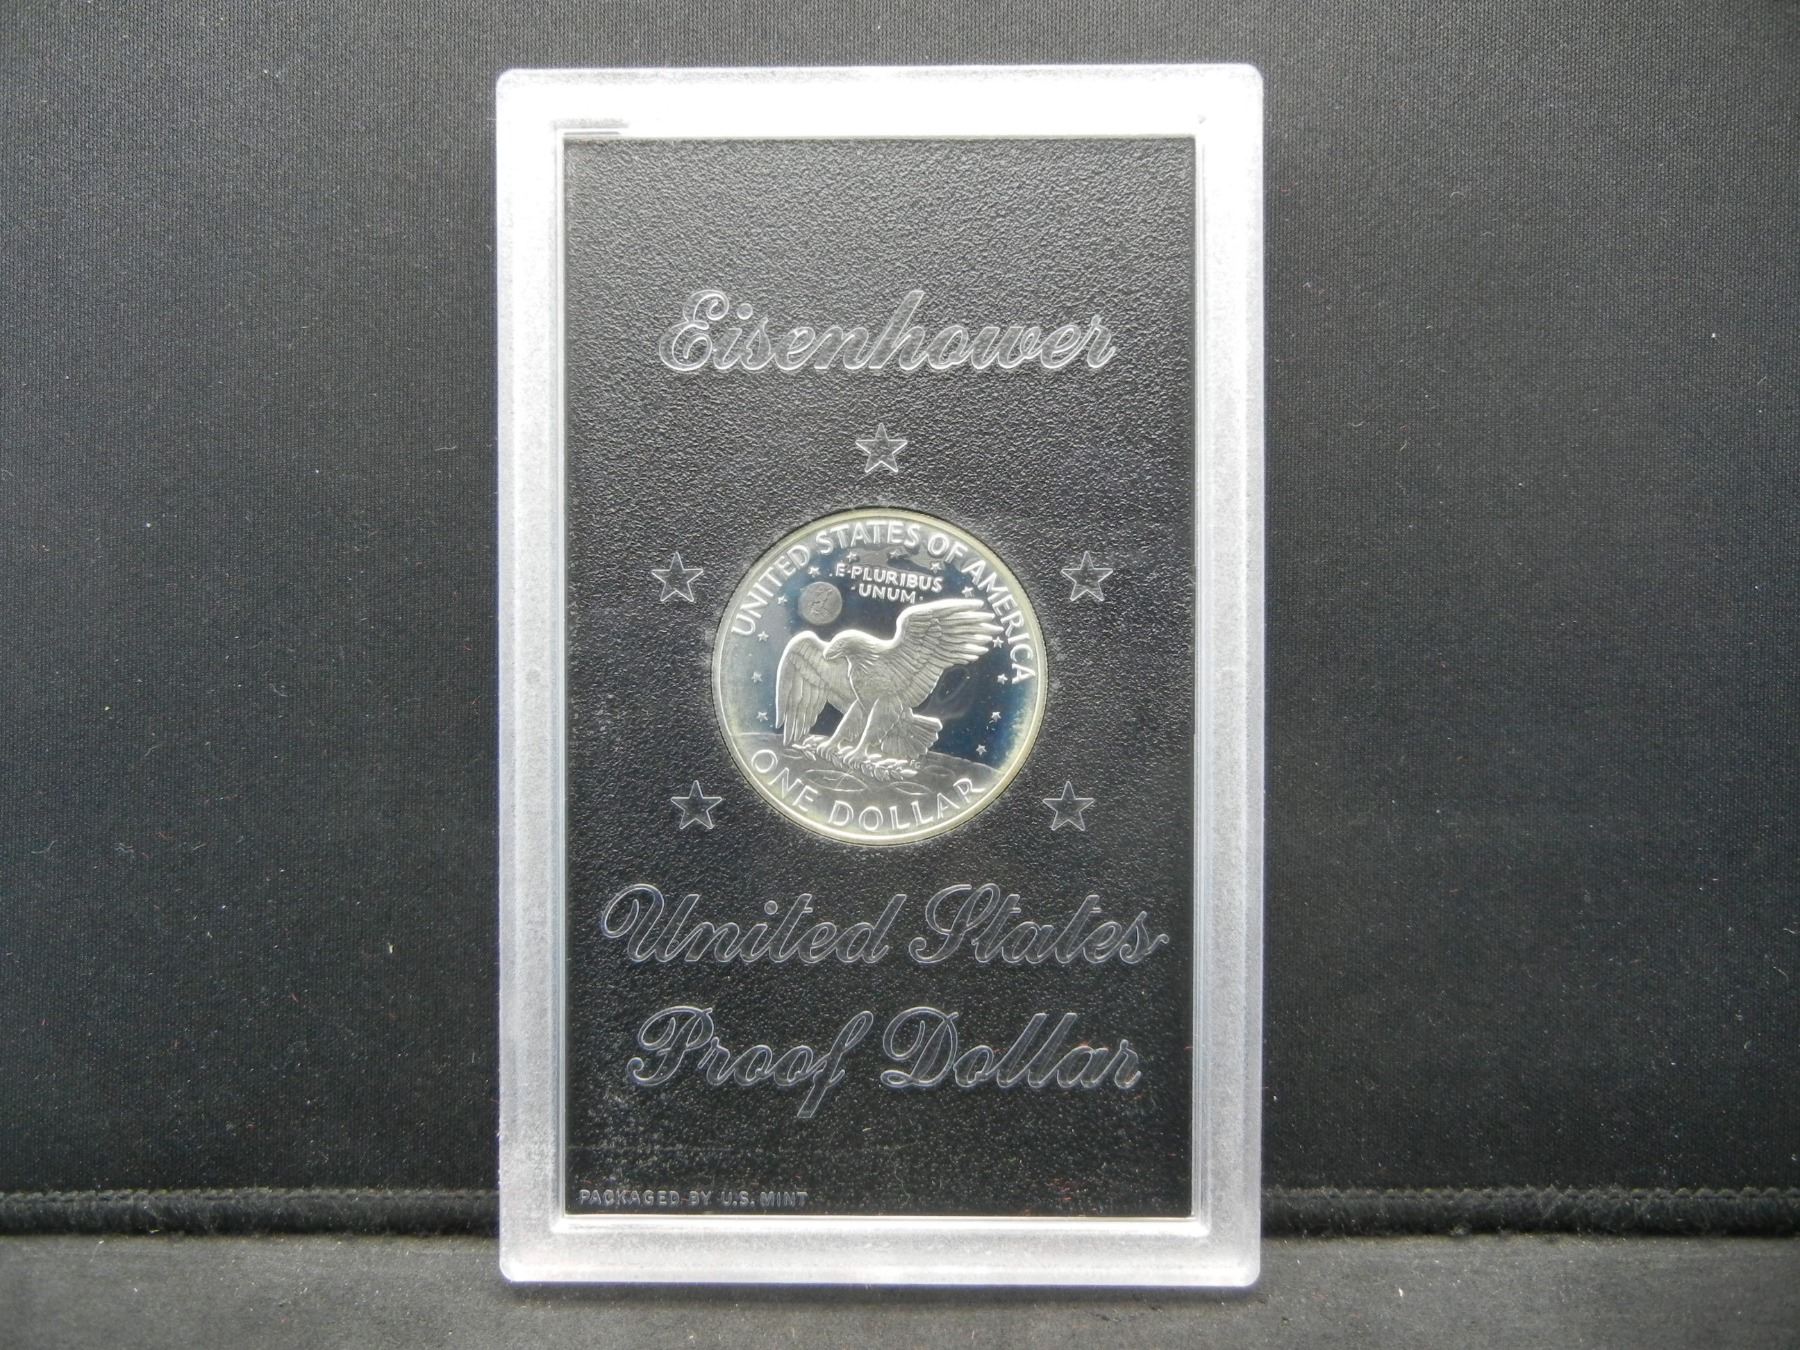 Eisenhower
UNITED STATES OF AMERICA
E·PLURIBUS
·UNUM·
ONE DOLLAR
United States
Proof Dollar
PACKAGED BY U.S. MINT